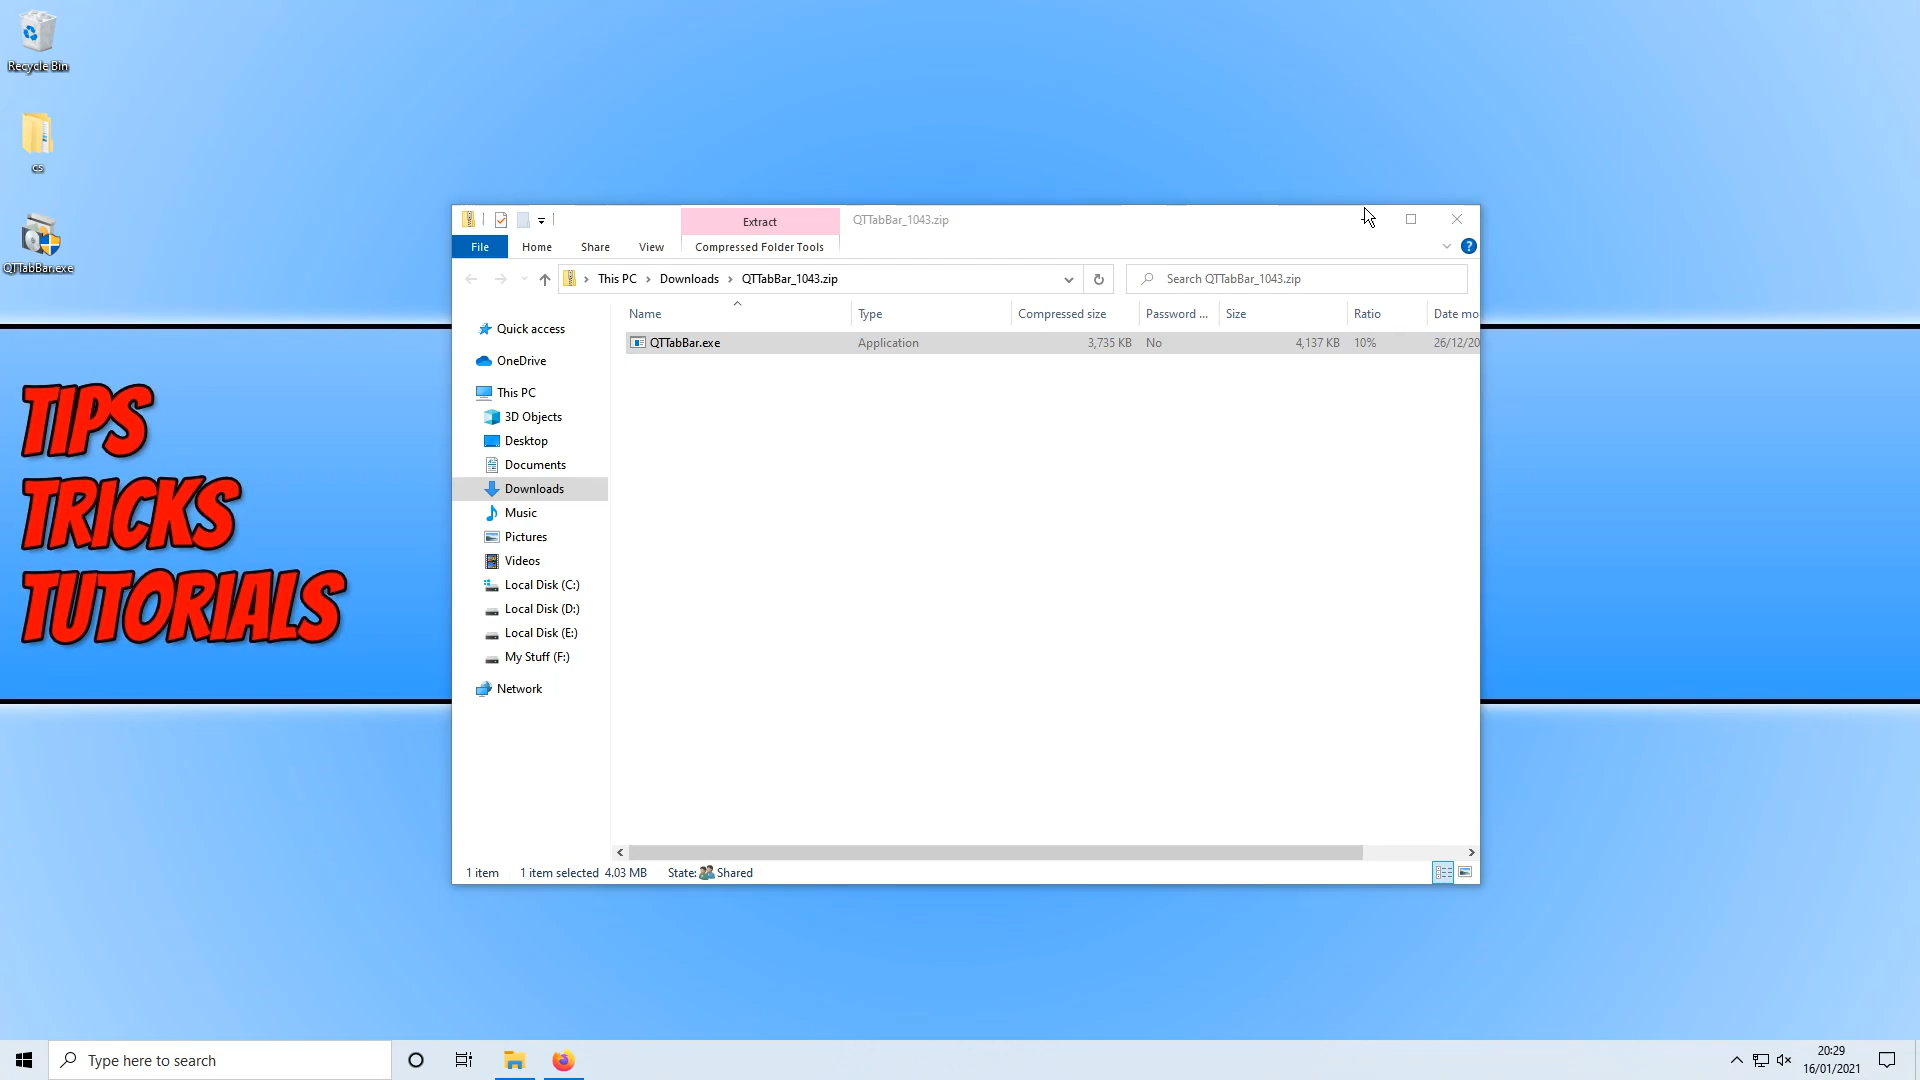 Recycle Bin
cs
QTTabBar.exe
TIPS
TRICKS
TUTORIALS
Extract
QTTabBar_1043.zip
File
Home
Share
View
Compressed Folder Tools
This PC
Downloads
QTTabBar_1043.zip
Search QTTabBar_1043.zip
Name
Type
Compressed size
Password ...
Size
Ratio
Date mo
QTTabBar.exe
Application
3,735 KB
No
4,137 KB
10%
26/12/20
Quick access
OneDrive
This PC
3D Objects
Desktop
Documents
Downloads
Music
Pictures
Videos
Local Disk (C:)
Local Disk (D:)
Local Disk (E:)
My Stuff (F:)
Network
1 item
1 item selected 4.03 MB
State: Shared
Type here to search
20:29
16/01/2021